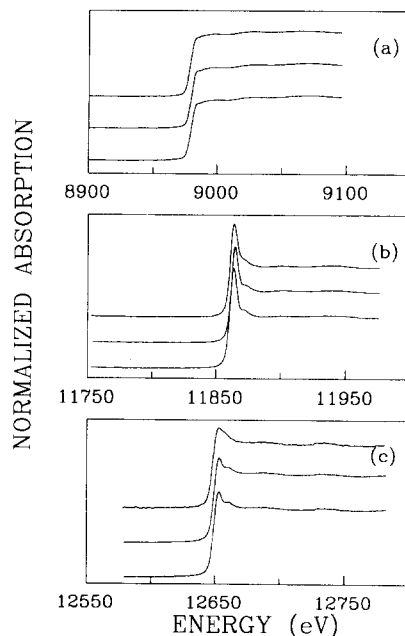 (a)
8900 9000 9100
(b)
11750 11850 11950
(c)
12550 12650 12750
ENERGY (eV)
NORMALIZED ABSORPTION